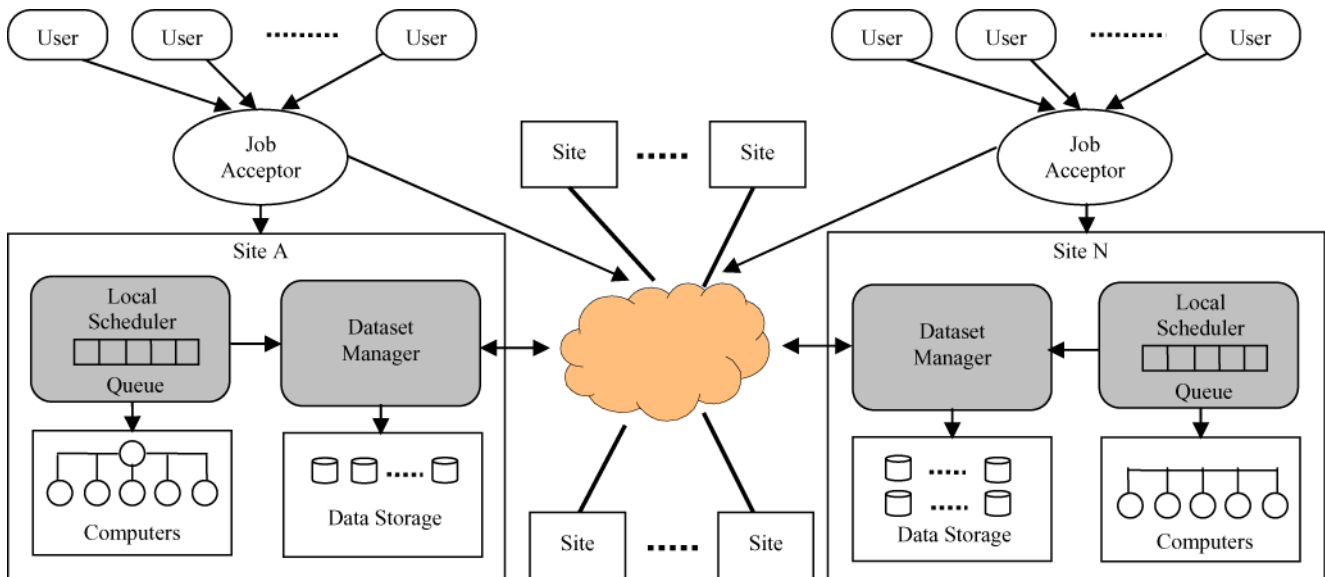 User
User
User
User
User
User
Job
Acceptor
Job
Acceptor
Site
Site
Site A
Site N
Local
Scheduler
Queue
Dataset
Manager
Dataset
Manager
Local
Scheduler
Queue
Computers
Data Storage
Data Storage
Computers
Site
Site